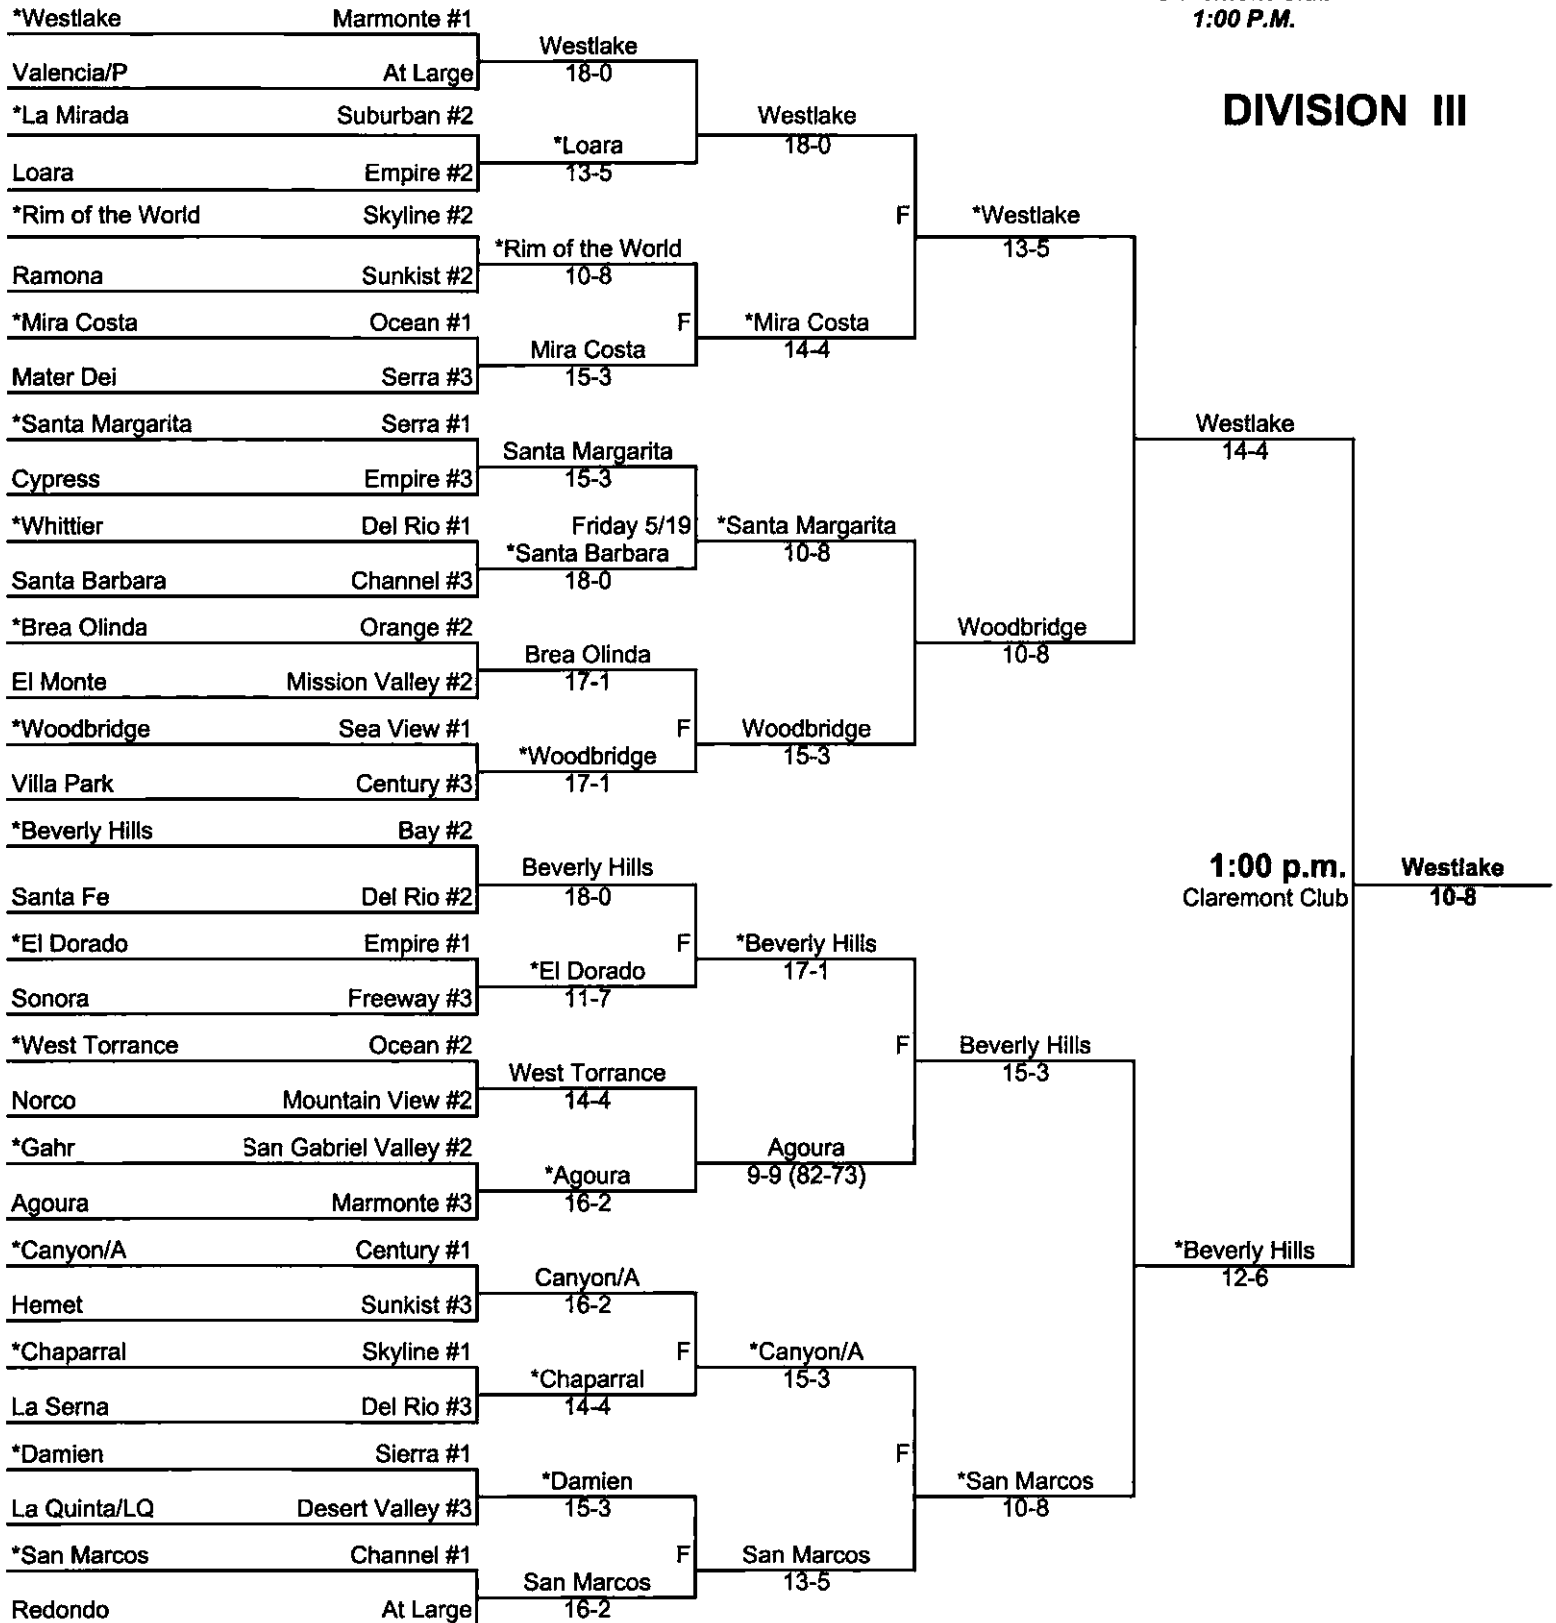 1:00 P.M.
DIVISION III
*Westlake Marmonte #1
Valencia/P At Large
*La Mirada Suburban #2
Loara Empire #2
*Rim of the World Skyline #2
Ramona Sunkist #2
*Mira Costa Ocean #1
Mater Dei Serra #3
*Santa Margarita Serra #1
Cypress Empire #3
*Whittier Del Rio #1
Santa Barbara Channel #3
*Brea Olinda Orange #2
El Monte Mission Valley #2
*Woodbridge Sea View #1
Villa Park Century #3
*Beverly Hills Bay #2
Santa Fe Del Rio #2
*El Dorado Empire #1
Sonora Freeway #3
*West Torrance Ocean #2
Norco Mountain View #2
*Gahr San Gabriel Valley #2
Agoura Marmonte #3
*Canyon/A Century #1
Hemet Sunkist #3
*Chaparral Skyline #1
La Serna Del Rio #3
*Damien Sierra #1
La Quinta/LQ Desert Valley #3
*San Marcos Channel #1
Redondo At Large
Westlake
18-0
*Loara
13-5
*Rim of the World
10-8
F
Mira Costa
15-3
Santa Margarita
15-3
Friday 5/19
*Santa Barbara
18-0
Brea Olinda
17-1
F
*Woodbridge
17-1
Beverly Hills
18-0
F
*El Dorado
11-7
West Torrance
14-4
*Agoura
16-2
Canyon/A
16-2
F
*Chaparral
14-4
*Damien
15-3
F
San Marcos
16-2
Westlake
18-0
F
*Mira Costa
14-4
*Santa Margarita
10-8
Woodbridge
15-3
*Beverly Hills
17-1
F
Agoura
9-9 (82-73)
*Canyon/A
15-3
F
San Marcos
13-5
*Westlake
13-5
Woodbridge
10-8
Beverly Hills
15-3
*San Marcos
10-8
Westlake
14-4
1:00 p.m.
Claremont Club
*Beverly Hills
12-6
Westlake
10-8